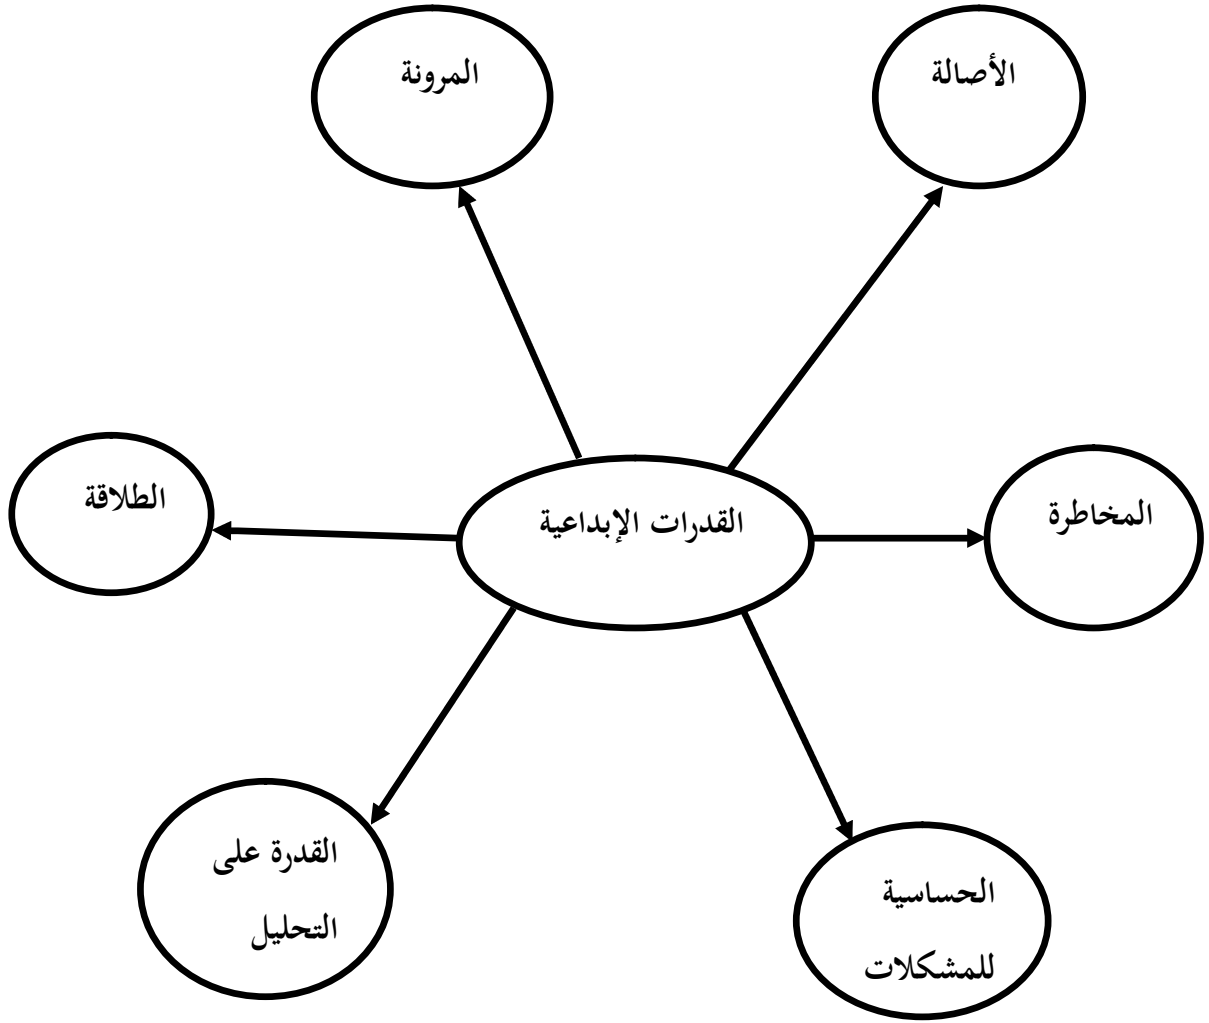 الأصالة
المرونة
المخاطرة
القدرات الإبداعية
الطلاقة
الحساسية
للمشكلات
القدرة على
التحليل